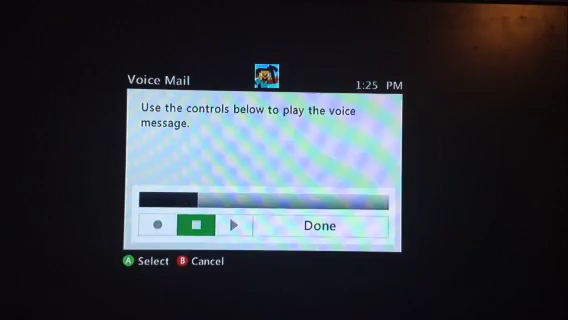 Voice Mail
1:25 PM
Use the controls below to play the voice
message.
Done
A Select B Cancel